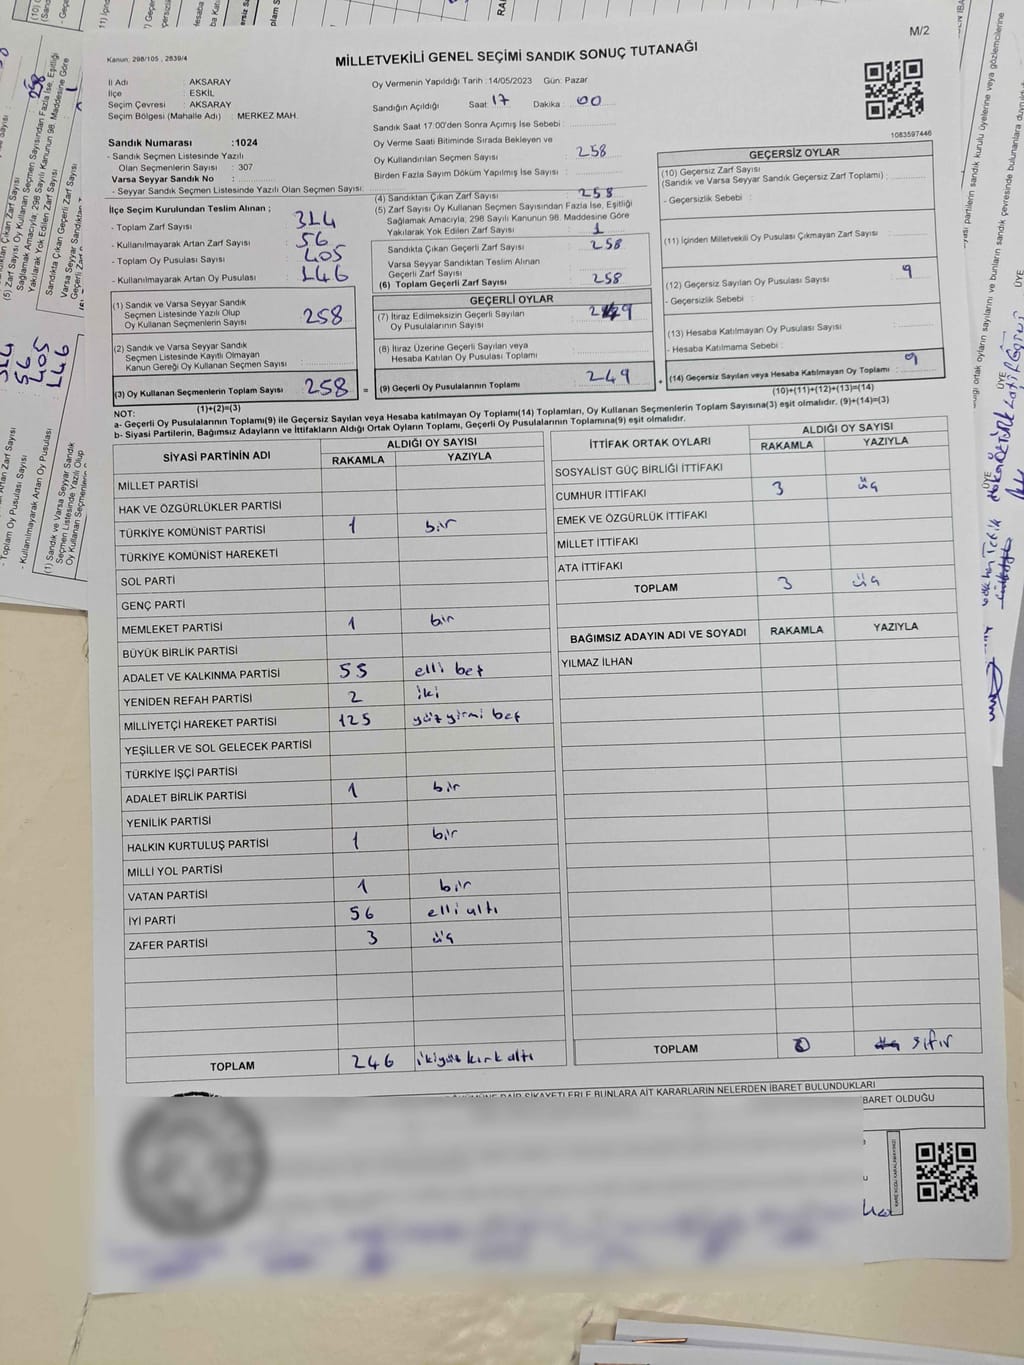 M/2
Kanun: 298/105 , 2839/4
MİLLETVEKİLİ GENEL SEÇİMİ SANDIK SONUÇ TUTANAĞI
İl Adı : AKSARAY
İlçe : ESKİL
Seçim Çevresi : AKSARAY
Seçim Bölgesi (Mahalle Adı) : MERKEZ MAH.
Sandık Numarası :1024
- Sandık Seçmen Listesinde Yazılı
Olan Seçmenlerin Sayısı : 307
Varsa Seyyar Sandık No :
- Seyyar Sandık Seçmen Listesinde Yazılı Olan Seçmen Sayısı:
Oy Vermenin Yapıldığı Tarih :14/05/2023 Gün: Pazar
Sandığın Açıldığı Saat: 17 Dakika : 00
Sandık Saat 17:00'den Sonra Açımış İse Sebebi :
Oy Verme Saati Bitiminde Sırada Bekleyen ve
Oy Kullandırılan Seçmen Sayısı : 258
Birden Fazla Sayım Döküm Yapılmış İse Sayısı :
1083597446
İlçe Seçim Kurulundan Teslim Alınan ;
- Toplam Zarf Sayısı : 314
- Kullanılmayarak Artan Zarf Sayısı : 56
- Toplam Oy Pusulası Sayısı : 405
- Kullanılmayarak Artan Oy Pusulası : 146
(1) Sandık ve Varsa Seyyar Sandık
Seçmen Listesinde Yazılı Olup
Oy Kullanan Seçmenlerin Sayısı : 258
(2) Sandık ve Varsa Seyyar Sandık
Seçmen Listesinde Kayıtlı Olmayan
Kanun Gereği Oy Kullanan Seçmen Sayısı :
(3) Oy Kullanan Seçmenlerin Toplam Sayısı : 258
(1)+(2)=(3)
(4) Sandıktan Çıkan Zarf Sayısı : 258
(5) Zarf Sayısı Oy Kullanan Seçmen Sayısından Fazla İse, Eşitliği
Sağlamak Amacıyla, 298 Sayılı Kanunun 98. Maddesine Göre
Yakılarak Yok Edilen Zarf Sayısı : 1
Sandıkta Çıkan Geçerli Zarf Sayısı : 258
Varsa Seyyar Sandıktan Teslim Alınan
Geçerli Zarf Sayısı :
(6) Toplam Geçerli Zarf Sayısı : 258
GEÇERLİ OYLAR
(7) İtiraz Edilmeksizin Geçerli Sayılan
Oy Pusulalarının Sayısı : 249
(8) İtiraz Üzerine Geçerli Sayılan veya
Hesaba Katılan Oy Pusulası Toplamı :
= (9) Geçerli Oy Pusulalarının Toplamı : 249
GEÇERSİZ OYLAR
(10) Geçersiz Zarf Sayısı
(Sandık ve Varsa Seyyar Sandık Geçersiz Zarf Toplamı) :
- Geçersizlik Sebebi :
(11) İçinden Milletvekili Oy Pusulası Çıkmayan Zarf Sayısı :
(12) Geçersiz Sayılan Oy Pusulası Sayısı : 9
- Geçersizlik Sebebi :
(13) Hesaba Katılmayan Oy Pusulası Sayısı :
- Hesaba Katılmama Sebebi :
+ (14) Geçersiz Sayılan veya Hesaba Katılmayan Oy Toplamı : 9
(10)+(11)+(12)+(13)=(14)
NOT:
a- Geçerli Oy Pusulalarının Toplamı(9) ile Geçersiz Sayılan veya Hesaba katılmayan Oy Toplamı(14) Toplamları, Oy Kullanan Seçmenlerin Toplam Sayısına(3) eşit olmalıdır. (9)+(14)=(3)
b- Siyasi Partilerin, Bağımsız Adayların ve İttifakların Aldığı Ortak Oyların Toplamı, Geçerli Oy Pusulalarının Toplamına(9) eşit olmalıdır.
SİYASİ PARTİNİN ADI ALDIĞI OY SAYISI
RAKAMLA YAZIYLA
MİLLET PARTİSİ
HAK VE ÖZGÜRLÜKLER PARTİSİ
TÜRKİYE KOMÜNİST PARTİSİ 1 bir
TÜRKİYE KOMÜNİST HAREKETİ
SOL PARTİ
GENÇ PARTİ
MEMLEKET PARTİSİ 1 bir
BÜYÜK BİRLİK PARTİSİ
ADALET VE KALKINMA PARTİSİ 55 elli beş
YENİDEN REFAH PARTİSİ 2 iki
MİLLİYETÇİ HAREKET PARTİSİ 125 yüz yirmi beş
YEŞİLLER VE SOL GELECEK PARTİSİ
TÜRKİYE İŞÇİ PARTİSİ
ADALET BİRLİK PARTİSİ 1 bir
YENİLİK PARTİSİ
HALKIN KURTULUŞ PARTİSİ 1 bir
MİLLİ YOL PARTİSİ
VATAN PARTİSİ 1 bir
İYİ PARTİ 56 elli altı
ZAFER PARTİSİ 3 üç
TOPLAM 246 ikiyüz kırk altı
İTTİFAK ORTAK OYLARI ALDIĞI OY SAYISI
RAKAMLA YAZIYLA
SOSYALİST GÜÇ BİRLİĞİ İTTİFAKI
CUMHUR İTTİFAKI 3 üç
EMEK VE ÖZGÜRLÜK İTTİFAKI
MİLLET İTTİFAKI
ATA İTTİFAKI
TOPLAM 3 üç
BAĞIMSIZ ADAYIN ADI VE SOYADI RAKAMLA YAZIYLA
YILMAZ İLHAN
TOPLAM 0 sıfır
DÖKÜMÜNE DAİR ŞİKAYETLERLE BUNLARA AİT KARARLARIN NELERDEN İBARET BULUNDUKLARI
BARET OLDUĞU